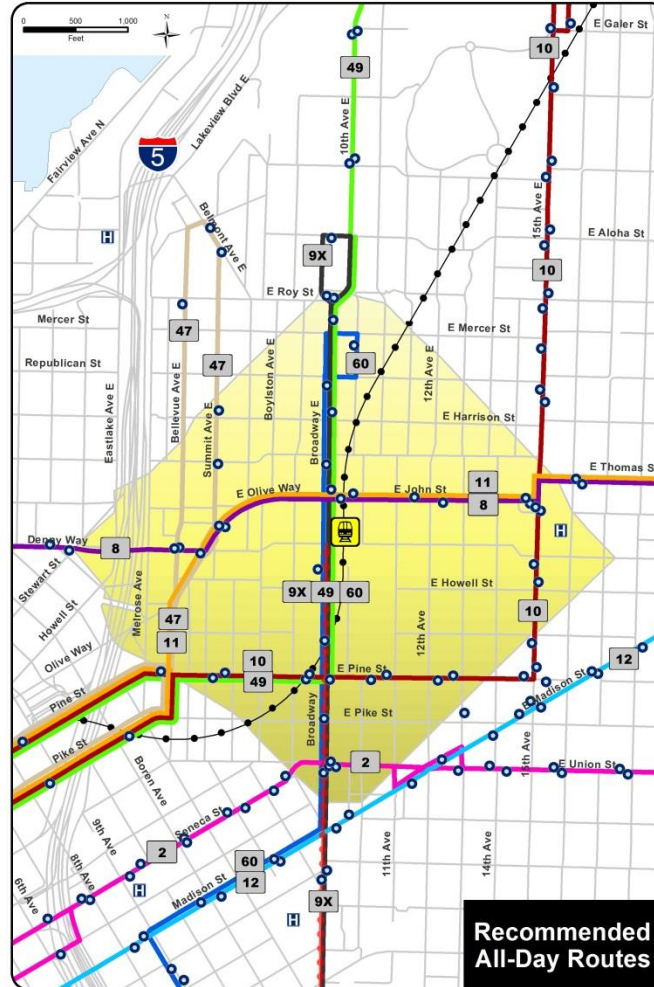 0 500 1,000
Feet
N
E Galer St
10
49
Lakeview Blvd E
10th Ave E
Fairview Ave N
5
15th Ave E
Belmont Ave E
H
E Aloha St
9X
10
E Roy St
Mercer St
47
E Mercer St
Republican St
47
60
Boylston Ave E
12th Ave E
Bellevue Ave E
Eastlake Ave E
Summit Ave E
Broadway E
E Harrison St
E Thomas S
11
E Olive Way
E John St
8
H
Denny Way
8
Stewart St
E Howell St
9X 49 60
Howell St
Melrose Ave
10
47
12th Ave
11
Olive Way
12
10
E Pine St
49
E Madison St
Pine St
E Pike St
Broadway
Pike St
15th Ave
2
E Union St
Boren Ave
Seneca St
9th Ave
11th Ave
14th Ave
2
60
8th Ave
12
H
6th Ave
Madison St
9X
H
Recommended
All-Day Routes